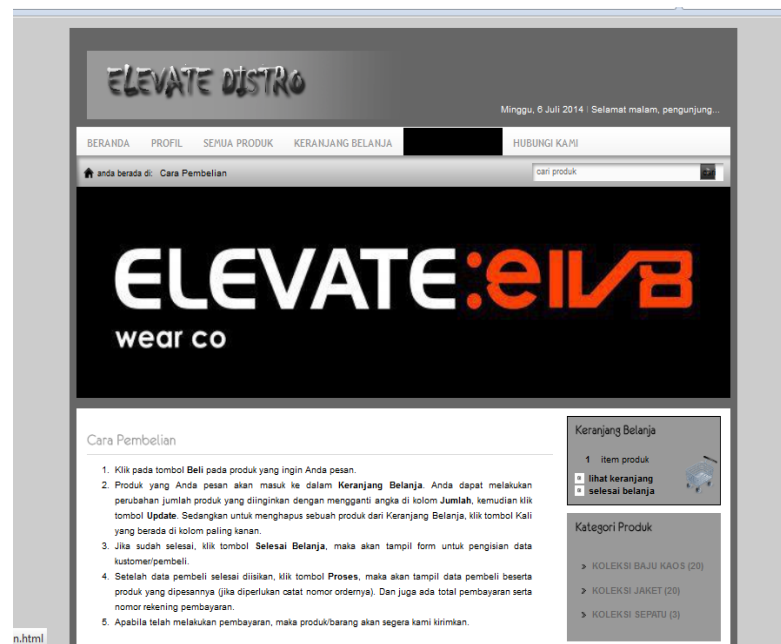 ELEVATE DISTRO
Minggu, 6 Juli 2014 | Selamat malam, pengunjung...
BERANDA PROFIL SEMUA PRODUK KERANJANG BELANJA HUBUNGI KAMI
anda berada di: Cara Pembelian
cari produk
ELEVATE:elV8
wear co
Cara Pembelian
1. Klik pada tombol Beli pada produk yang ingin Anda pesan.
2. Produk yang Anda pesan akan masuk ke dalam Keranjang Belanja. Anda dapat melakukan
perubahan jumlah produk yang diinginkan dengan mengganti angka di kolom Jumlah, kemudian klik
tombol Update. Sedangkan untuk menghapus sebuah produk dari Keranjang Belanja, klik tombol Kali
yang berada di kolom paling kanan.
3. Jika sudah selesai, klik tombol Selesai Belanja, maka akan tampil form untuk pengisian data
kustomer/pembeli.
4. Setelah data pembeli selesai diisikan, klik tombol Proses, maka akan tampil data pembeli beserta
produk yang dipesannya (jika diperlukan catat nomor ordernya). Dan juga ada total pembayaran serta
nomor rekening pembayaran.
5. Apabila telah melakukan pembayaran, maka produk/barang akan segera kami kirimkan.
Keranjang Belanja
1 item produk
lihat keranjang
selesai belanja
Kategori Produk
KOLEKSI BAJU KAOS (20)
KOLEKSI JAKET (20)
KOLEKSI SEPATU (3)
n.html